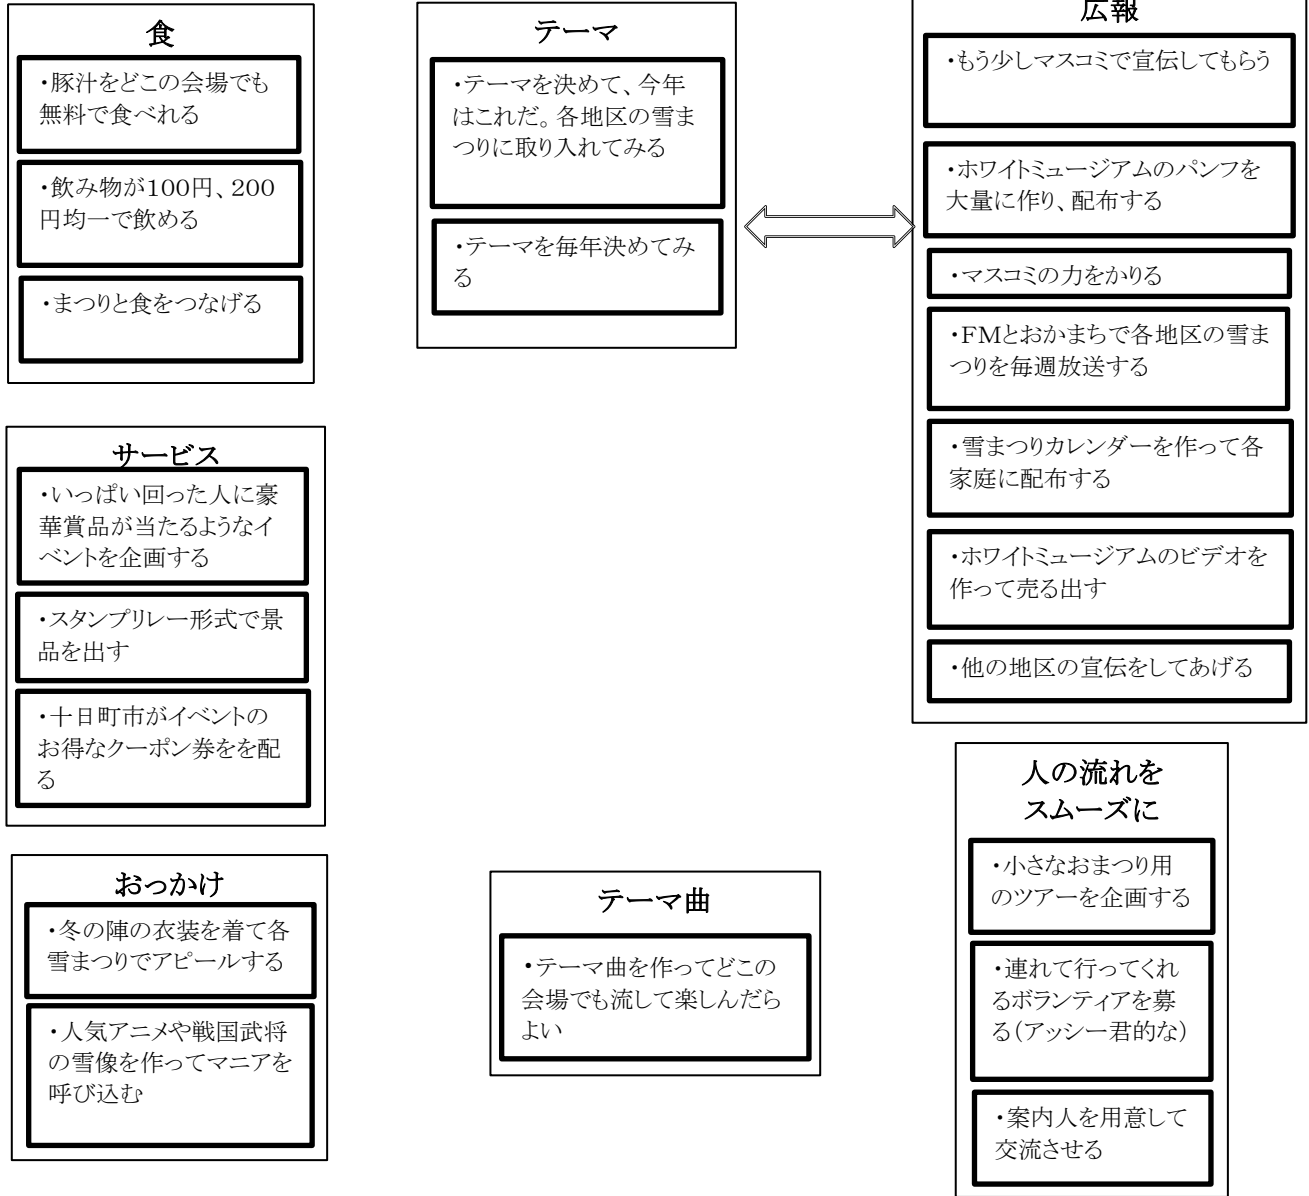 食
・豚汁をどこの会場でも
無料で食べれる
・飲み物が100円、200
円均一で飲める
・まつりと食をつなげる
テーマ
・テーマを決めて、今年
はこれだ。各地区の雪ま
つりに取り入れてみる
・テーマを毎年決めてみ
る
広報
・もう少しマスコミで宣伝してもらう
・ホワイトミュージアムのパンフを
大量に作り、配布する
・マスコミの力をかりる
・FMとおかまちで各地区の雪ま
つりを毎週放送する
・雪まつりカレンダーを作って各
家庭に配布する
・ホワイトミュージアムのビデオを
作って売る出す
・他の地区の宣伝をしてあげる
サービス
・いっぱい回った人に豪
華賞品が当たるようなイ
ベントを企画する
・スタンプリレー形式で景
品を出す
・十日町市がイベントの
お得なクーポン券をを配
る
おっかけ
・冬の陣の衣装を着て各
雪まつりでアピールする
・人気アニメや戦国武将
の雪像を作ってマニアを
呼び込む
テーマ曲
・テーマ曲を作ってどこの
会場でも流して楽しんだら
よい
人の流れを
スムーズに
・小さなおまつり用
のツアーを企画する
・連れて行ってくれ
るボランティアを募
る(アッシー君的な)
・案内人を用意して
交流させる